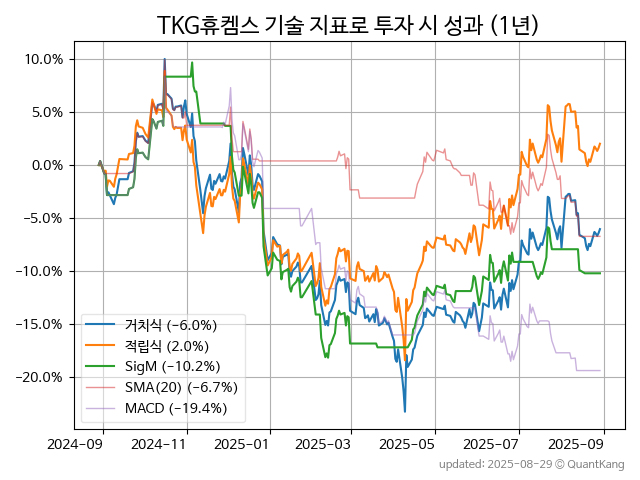 TKG휴켐스 기술 지표로 투자 시 성과 (1년)
10.0%
5.0%
0.0%
−5.0%
−10.0%
−15.0%
−20.0%
거치식 (−6.0%)
적립식 (2.0%)
SigM (−10.2%)
SMA(20) (−6.7%)
MACD (−19.4%)
2024-09 2024-11 2025-01 2025-03 2025-05 2025-07 2025-09
updated: 2025-08-29 © QuantKang